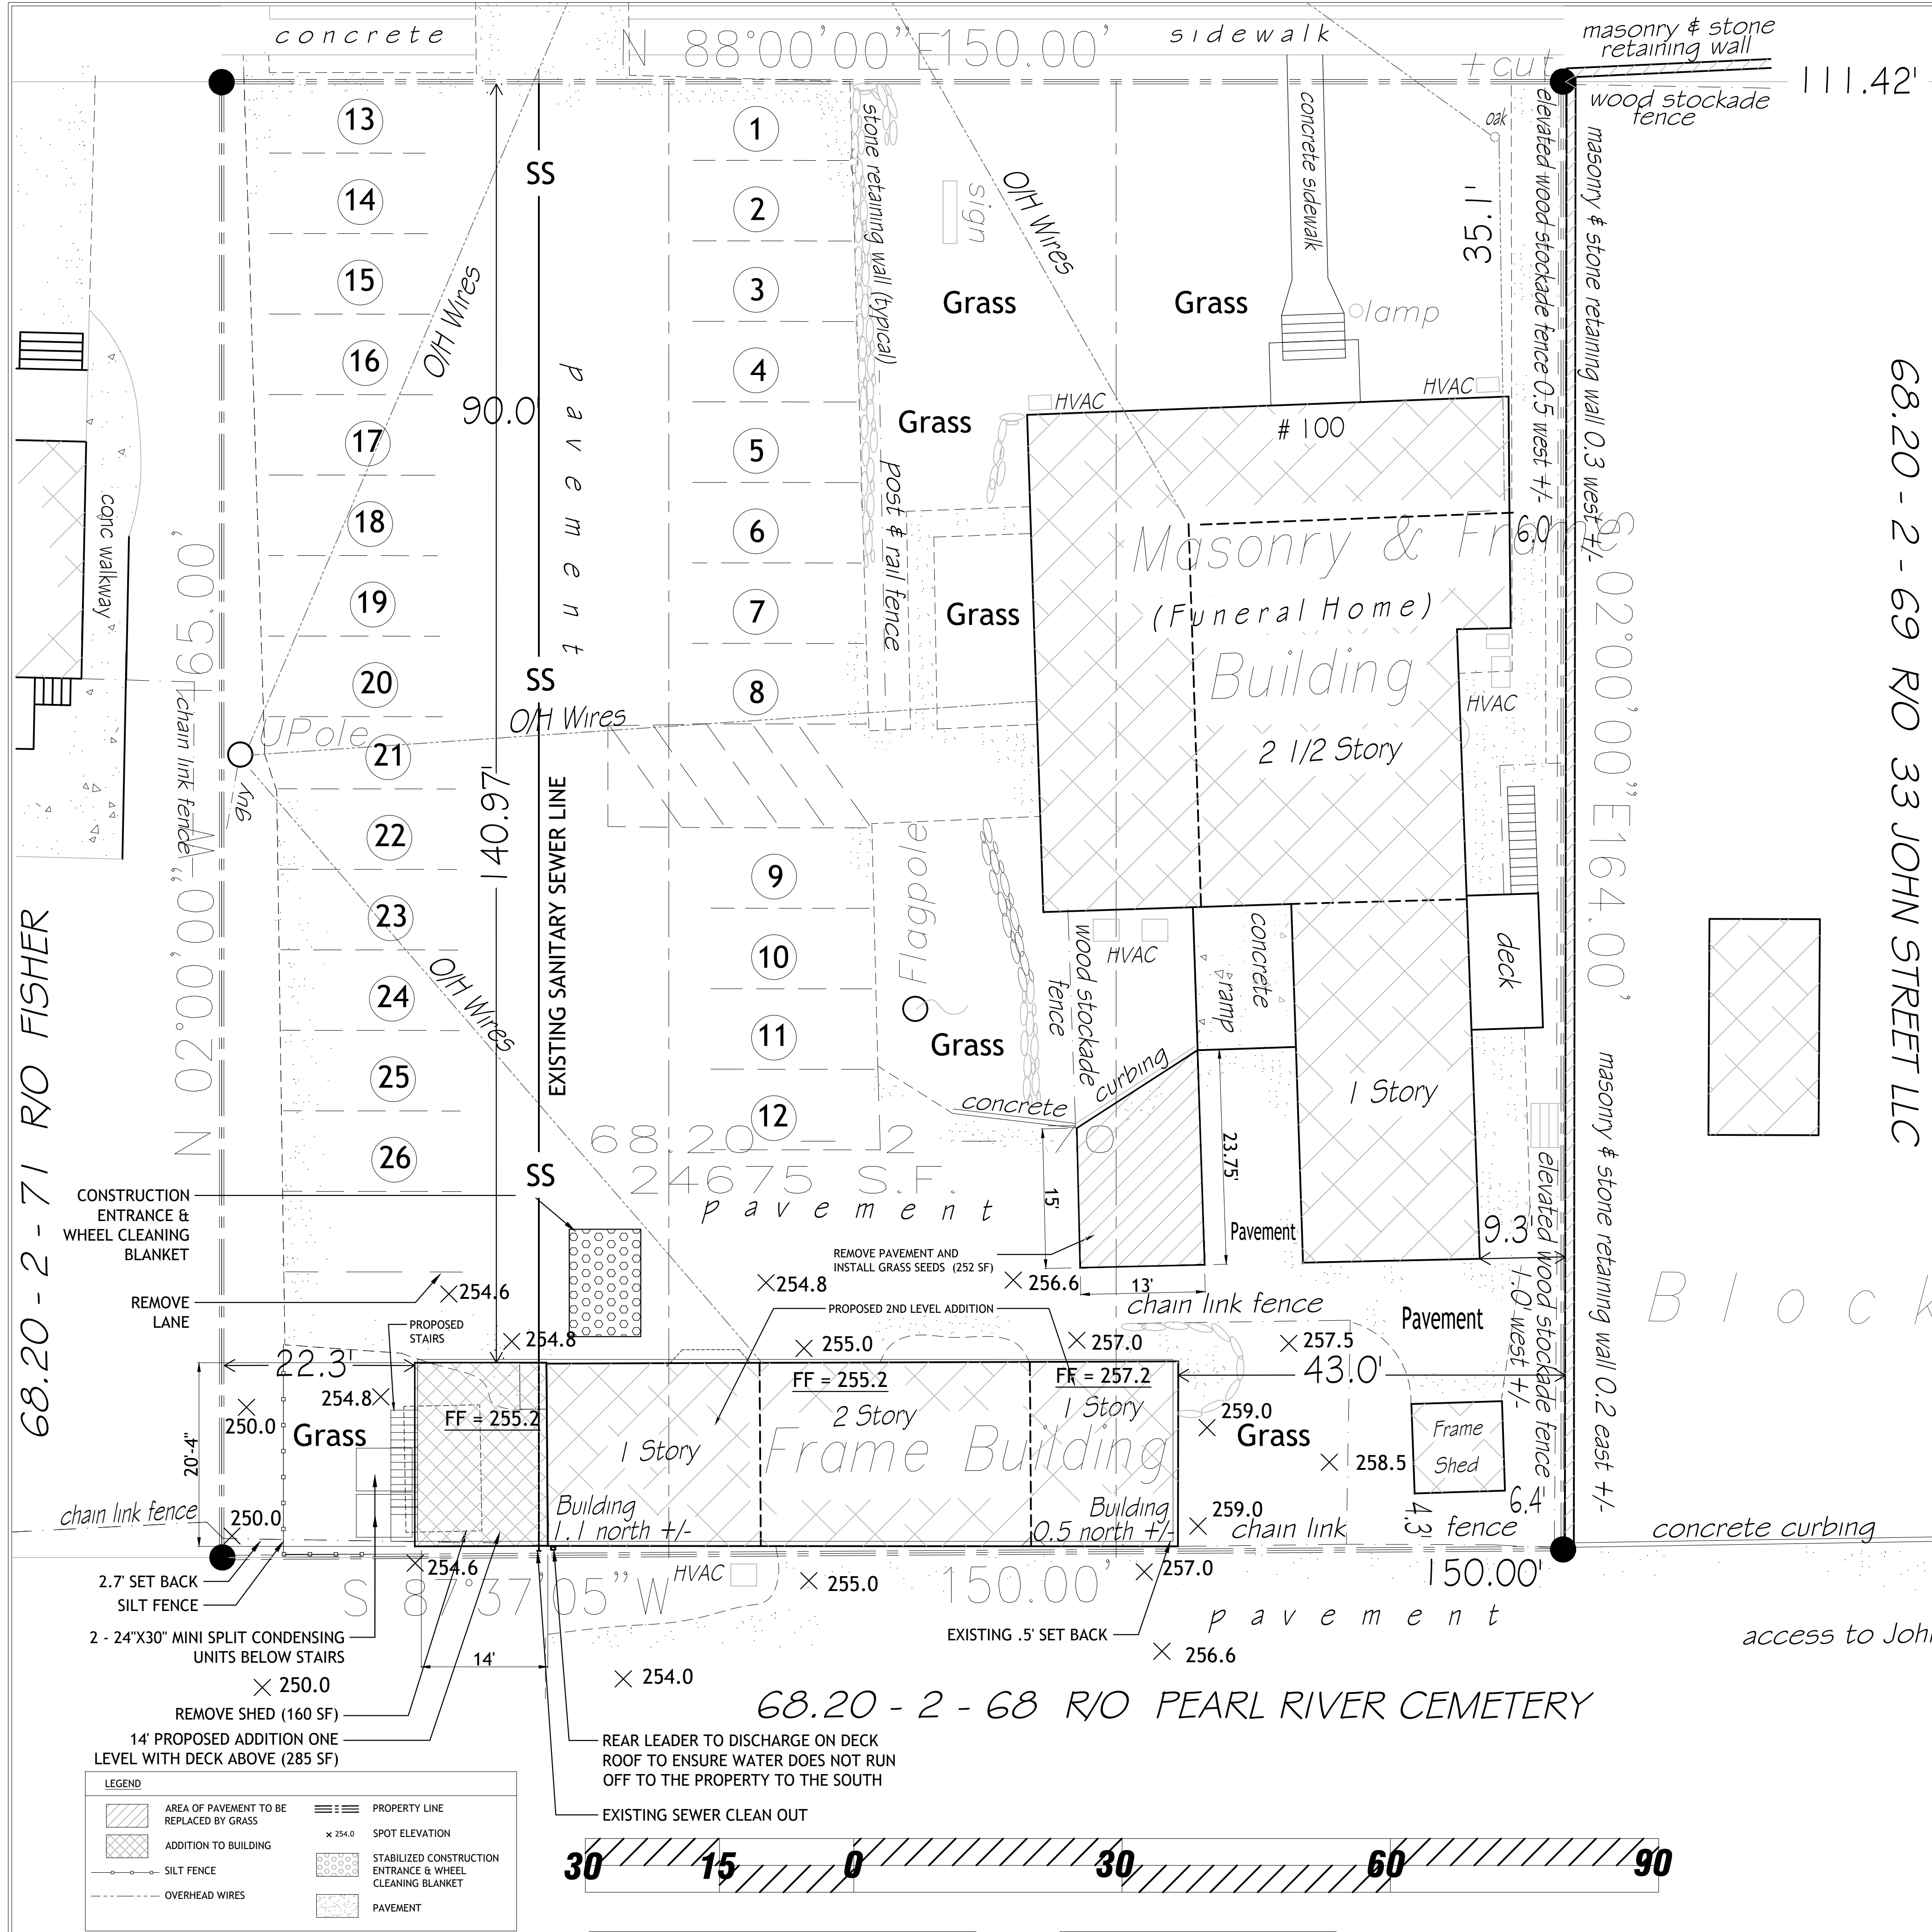 concrete
sidewalk
N 88°00'00"E150.00'
+ cut
masonry & stone
retaining wall
111.42'
wood stockade
fence
13
14
15
16
17
18
19
20
21
22
23
24
25
26
1
2
3
4
5
6
7
8
9
10
11
12
SS
SS
SS
O/H Wires
O/H Wires
O/H Wires
O/H Wires
90.0'
140.97'
pavement
EXISTING SANITARY SEWER LINE
stone retaining wall (typical)
post & rail fence
sign
concrete sidewalk
oak
35.1'
lamp
Grass
Grass
Grass
Grass
Grass
HVAC
HVAC
HVAC
HVAC
# 100
6.0'
Masonry & Frame
(Funeral Home)
Building
2 1/2 Story
elevated wood stockade fence 0.5 west +/-
masonry & stone retaining wall 0.3 west +/-
02°00'00"E164.00'
68.20 - 2 - 69 R/O 33 JOHN STREET LLC
conc walkway
chain link fence
N 02°00'00"
165.00'
UPole
guy
68.20 - 2 - 71 R/O FISHER
Flagpole
wood stockade
fence
concrete
ramp
deck
1 Story
concrete
curbing
68.20 - 2 - 70
24675 S.F.
pavement
15'
23.75'
13'
Pavement
9.3'
REMOVE PAVEMENT AND
INSTALL GRASS SEEDS (252 SF)
elevated wood stockade fence
1.0' west +/-
masonry & stone retaining wall 0.2 east +/-
Block
CONSTRUCTION
ENTRANCE &
WHEEL CLEANING
BLANKET
REMOVE
LANE
254.6
254.8
256.6
PROPOSED
STAIRS
254.8
PROPOSED 2ND LEVEL ADDITION
255.0
257.0
257.5
chain link fence
Pavement
22.3'
43.0'
20'-4"
254.8
250.0
Grass
FF = 255.2
FF = 255.2
FF = 257.2
1 Story
2 Story
1 Story
Frame Building
259.0
Grass
258.5
Frame
Shed
4.3'
6.4'
Building
1.1 north +/-
Building
0.5 north +/-
259.0
chain link fence
concrete curbing
chain link fence
250.0
254.6
S 87°37'05"W
150.00'
HVAC
255.0
257.0
150.00'
pavement
2.7' SET BACK
SILT FENCE
2 - 24"X30" MINI SPLIT CONDENSING
UNITS BELOW STAIRS
EXISTING .5' SET BACK
256.6
access to John
14'
250.0
254.0
REMOVE SHED (160 SF)
14' PROPOSED ADDITION ONE
LEVEL WITH DECK ABOVE (285 SF)
68.20 - 2 - 68 R/O PEARL RIVER CEMETERY
REAR LEADER TO DISCHARGE ON DECK
ROOF TO ENSURE WATER DOES NOT RUN
OFF TO THE PROPERTY TO THE SOUTH
EXISTING SEWER CLEAN OUT
LEGEND
AREA OF PAVEMENT TO BE
REPLACED BY GRASS
ADDITION TO BUILDING
SILT FENCE
OVERHEAD WIRES
PROPERTY LINE
254.0 SPOT ELEVATION
STABILIZED CONSTRUCTION
ENTRANCE & WHEEL
CLEANING BLANKET
PAVEMENT
30 15 0 30 60 90